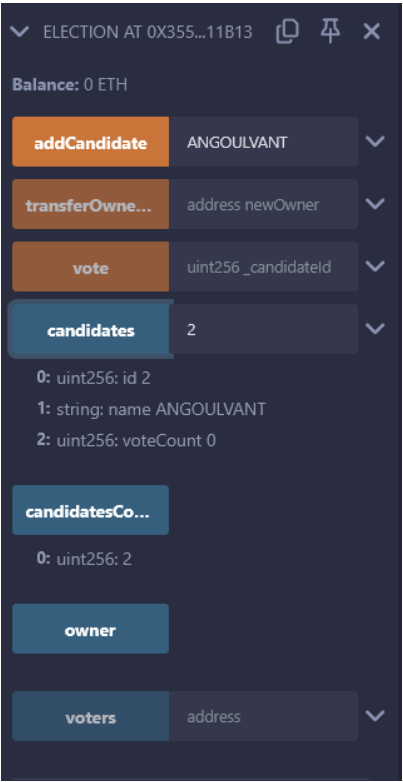 ELECTION AT 0X355...11B13
Balance: 0 ETH
addCandidate ANGOULVANT
transferOwne... address newOwner
vote uint256 _candidateId
candidates 2
0: uint256: id 2
1: string: name ANGOULVANT
2: uint256: voteCount 0
candidatesCo...
0: uint256: 2
owner
voters address